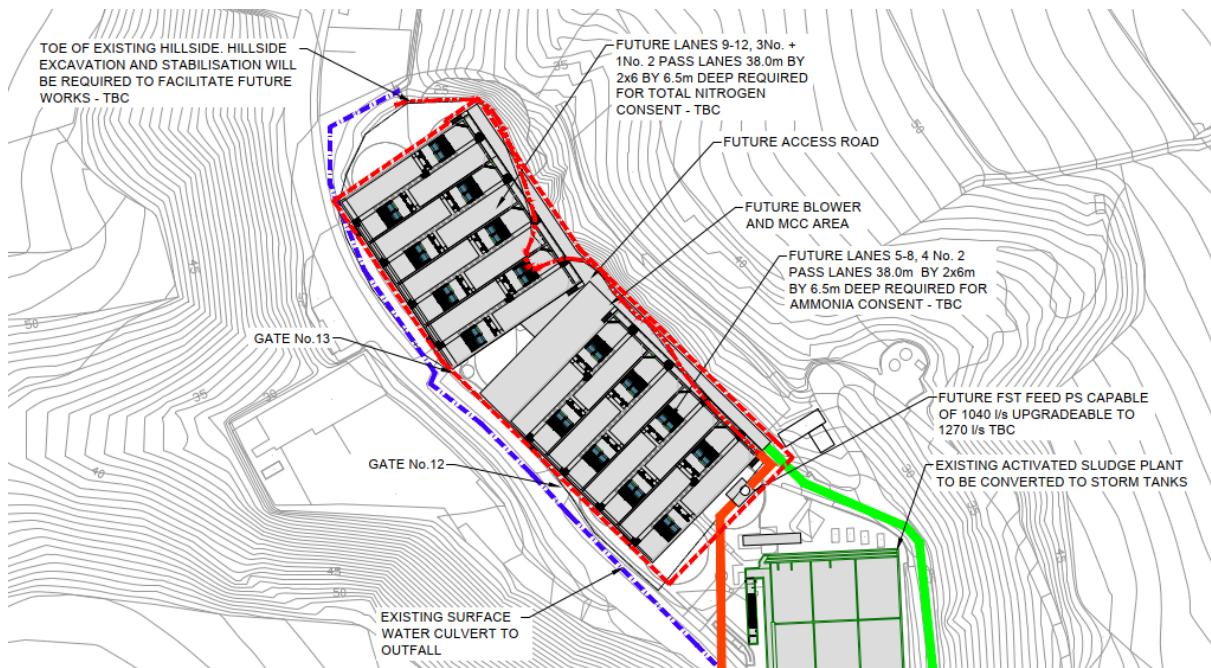 TOE OF EXISTING HILLSIDE. HILLSIDE
EXCAVATION AND STABILISATION WILL
BE REQUIRED TO FACILITATE FUTURE
WORKS - TBC
FUTURE LANES 9-12, 3No. +
1No. 2 PASS LANES 38.0m BY
2x6 BY 6.5m DEEP REQUIRED
FOR TOTAL NITROGEN
CONSENT - TBC
FUTURE ACCESS ROAD
FUTURE BLOWER
AND MCC AREA
FUTURE LANES 5-8, 4 No. 2
PASS LANES 38.0m BY 2x6m
BY 6.5m DEEP REQUIRED FOR
AMMONIA CONSENT - TBC
GATE No.13
FUTURE FST FEED PS CAPABLE
OF 1040 l/s UPGRADEABLE TO
1270 l/s TBC
GATE No.12
EXISTING ACTIVATED SLUDGE PLANT
TO BE CONVERTED TO STORM TANKS
EXISTING SURFACE
WATER CULVERT TO
OUTFALL
50
45
35
40
50
45
50
35
30
40
30
35
45
50